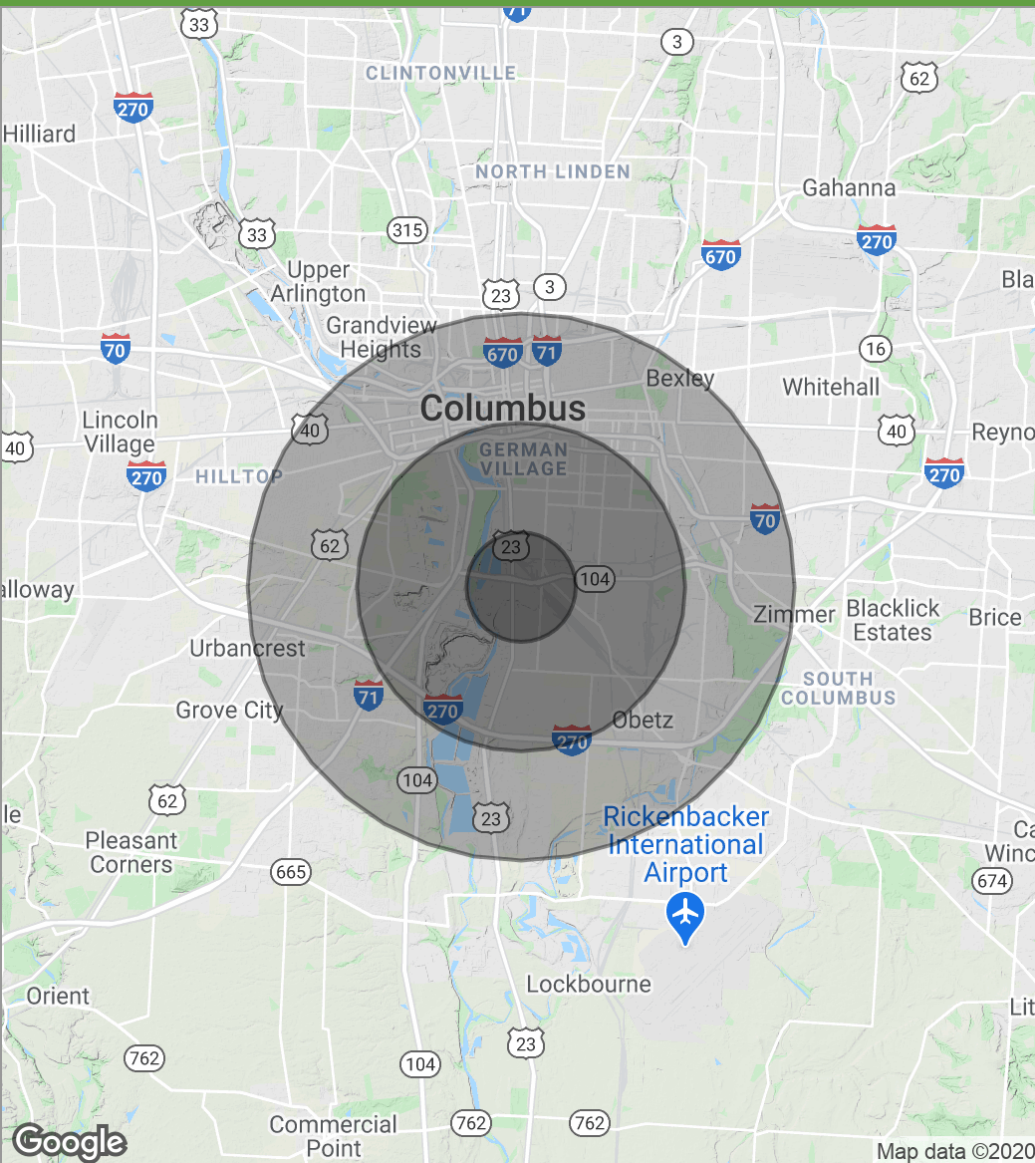 33
71
3
CLINTONVILLE
62
270
Hilliard
NORTH LINDEN
Gahanna
33
315
670
270
Upper
Arlington
23
3
Bla
Grandview
Heights
70
670
71
16
Bexley
Whitehall
Columbus
Lincoln
Village
40
40
40
Reyno
GERMAN
VILLAGE
270
HILLTOP
270
70
62
23
104
alloway
Zimmer
Blacklick
Estates
Brice
Urbancrest
SOUTH
COLUMBUS
71
270
Grove City
Obetz
270
104
62
23
le
Rickenbacker
International
Airport
Pleasant
Corners
Ca
Winc
665
674
Lockbourne
Orient
Lit
23
762
104
Commercial
Point
762
762
Google
Map data ©2020